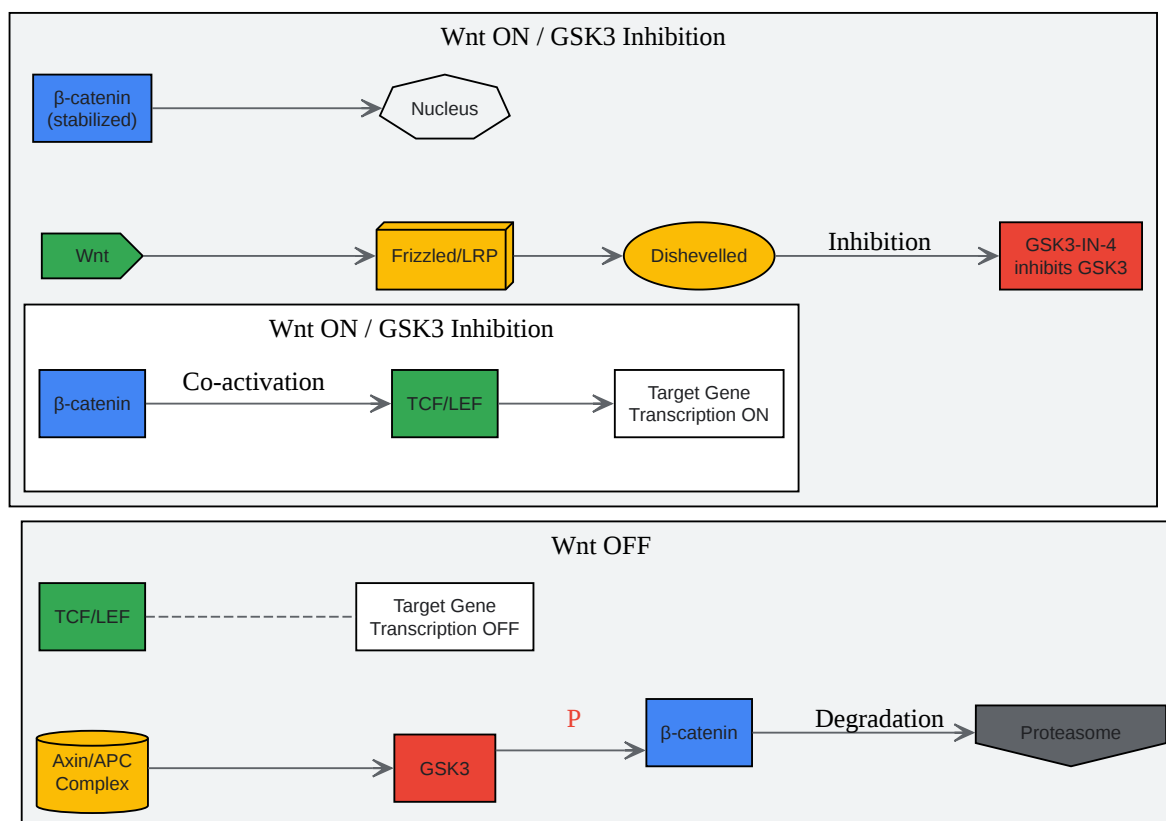 Wnt ON / GSK3 Inhibition
β-catenin
(stabilized)
Nucleus
Wnt
Frizzled/LRP
Dishevelled
Inhibition
GSK3-IN-4
inhibits GSK3
Wnt ON / GSK3 Inhibition
β-catenin
Co-activation
TCF/LEF
Target Gene
Transcription ON
Wnt OFF
TCF/LEF
Target Gene
Transcription OFF
Axin/APC
Complex
GSK3
P
β-catenin
Degradation
Proteasome